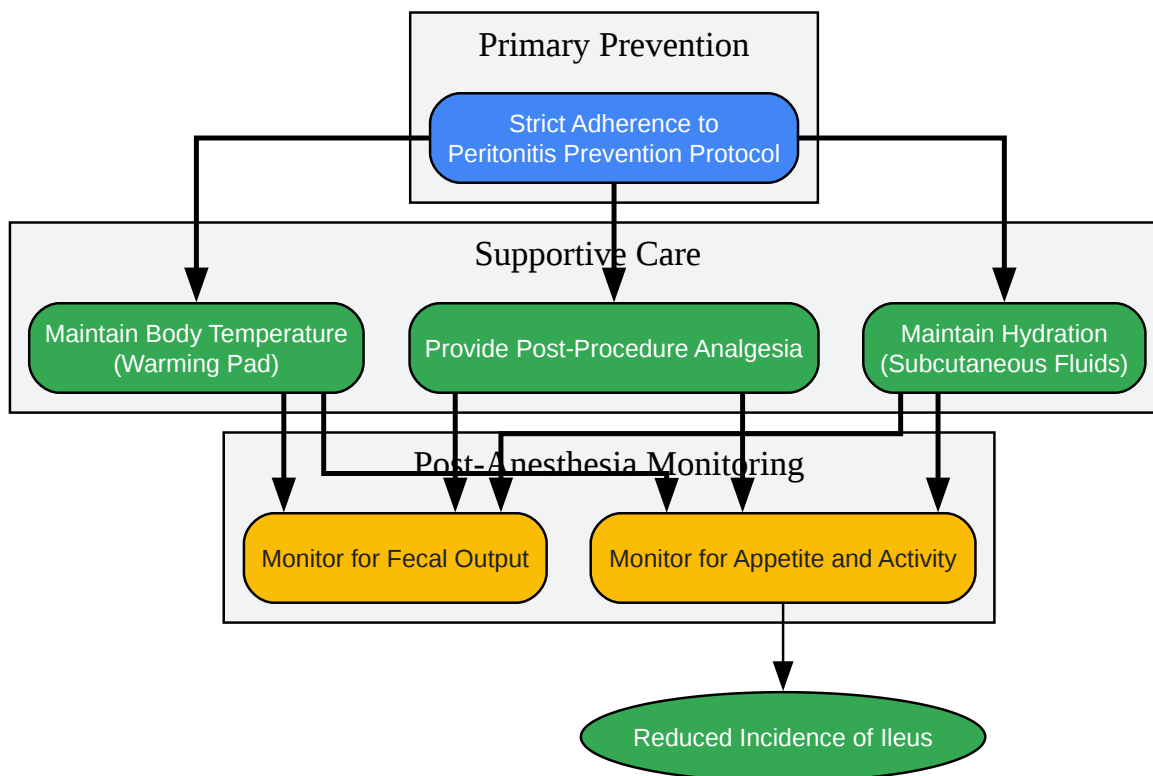 Primary Prevention
Strict Adherence to
Peritonitis Prevention Protocol
Supportive Care
Maintain Body Temperature
(Warming Pad)
Provide Post-Procedure Analgesia
Maintain Hydration
(Subcutaneous Fluids)
Post-Anesthesia Monitoring
Monitor for Fecal Output
Monitor for Appetite and Activity
Reduced Incidence of Ileus